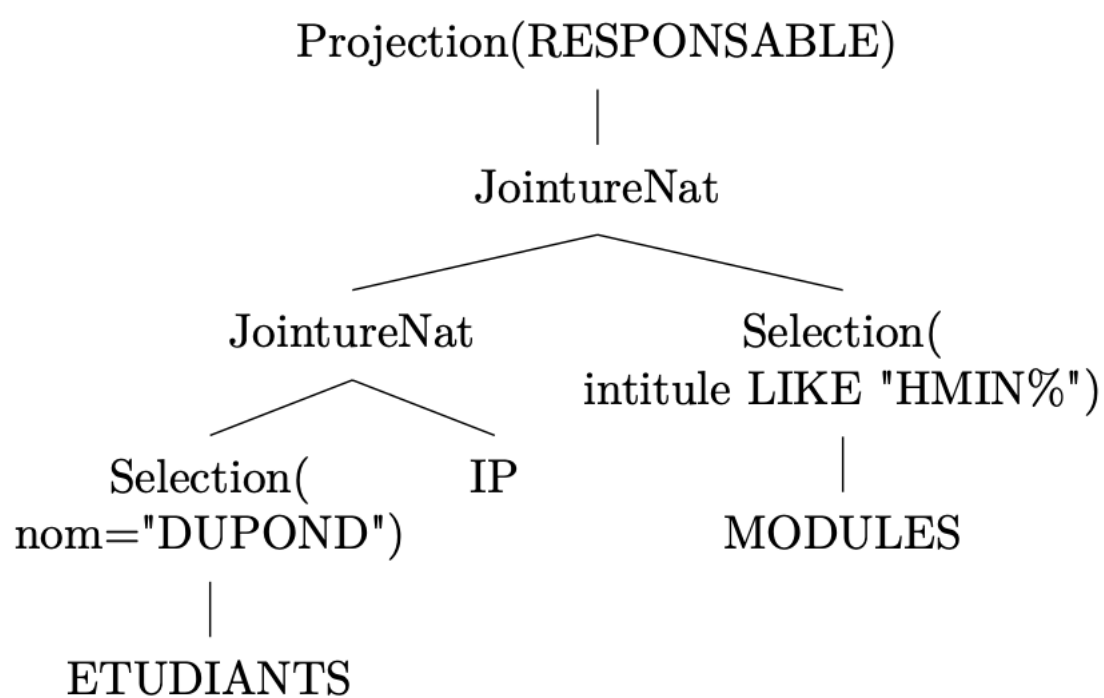 Projection(RESPONSABLE)
JointureNat
JointureNat
Selection(
intitule LIKE "HMIN%")
Selection(
nom="DUPOND")
IP
MODULES
ETUDIANTS